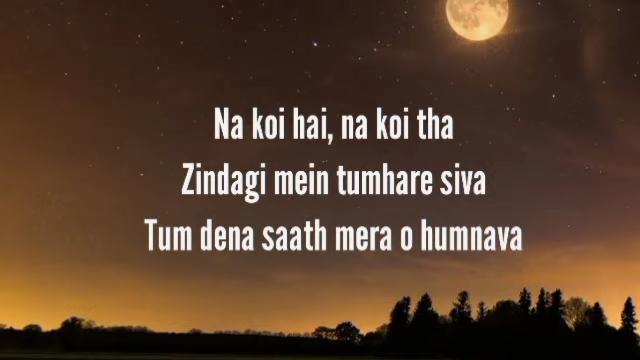 Na koi hai, na koi tha
Zindagi mein tumhare siva
Tum dena saath mera o humnava